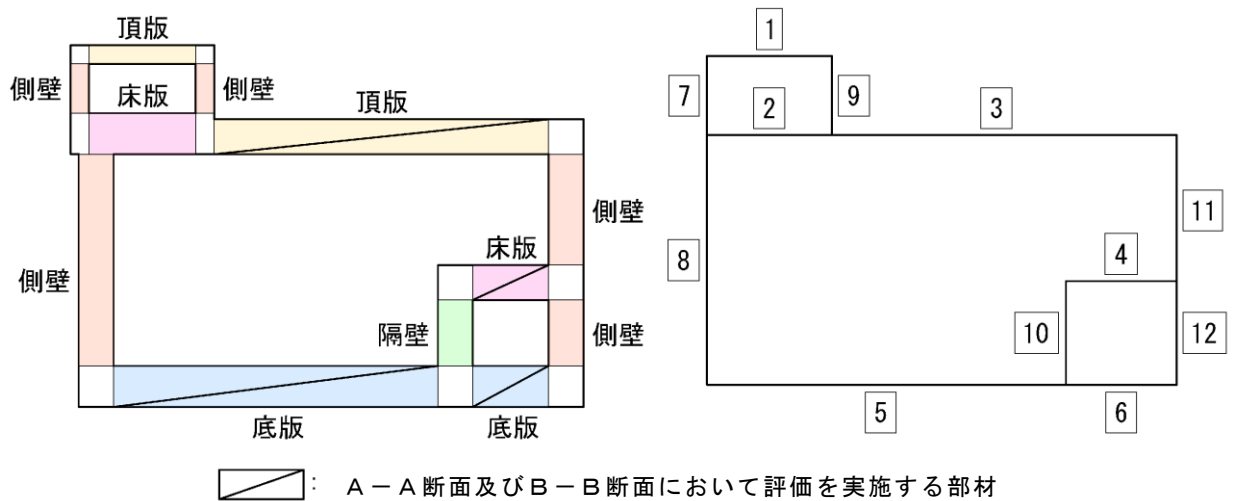 頂版
側壁
床版
側壁
頂版
側壁
床版
側壁
隔壁
側壁
底版
底版
1
7
2
9
3
11
8
4
10
12
5
6
： A－A断面及びB－B断面において評価を実施する部材